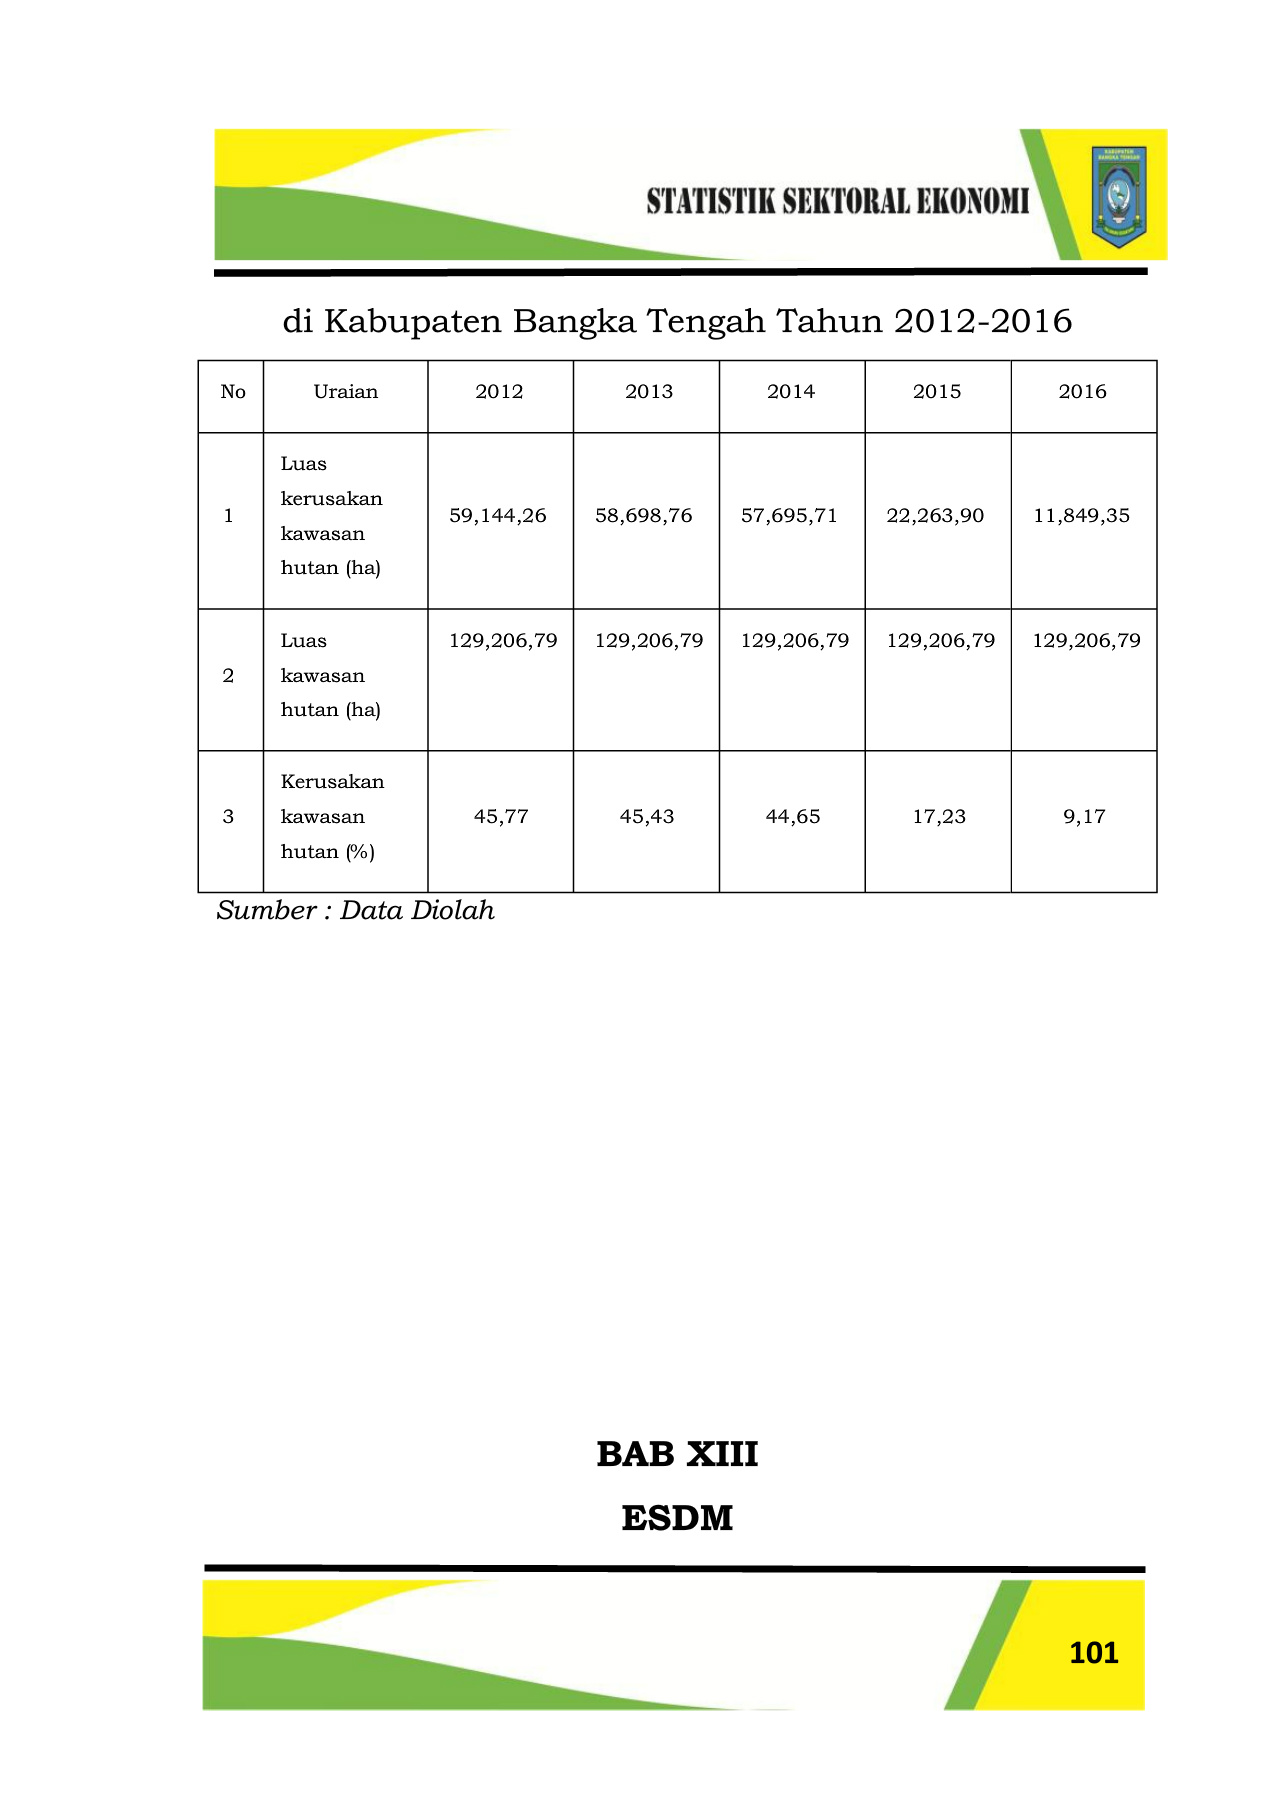 KABUPATEN
BANGKA TENGAH
STATISTIK SEKTORAL EKONOMI
di Kabupaten Bangka Tengah Tahun 2012-2016
No Uraian 2012 2013 2014 2015 2016
Luas
kerusakan
1 59,144,26 58,698,76 57,695,71 22,263,90 11,849,35
kawasan
hutan (ha)
Luas 129,206,79 129,206,79 129,206,79 129,206,79 129,206,79
2 kawasan
hutan (ha)
Kerusakan
3 kawasan 45,77 45,43 44,65 17,23 9,17
hutan (%)
Sumber : Data Diolah
BAB XIII
ESDM
101